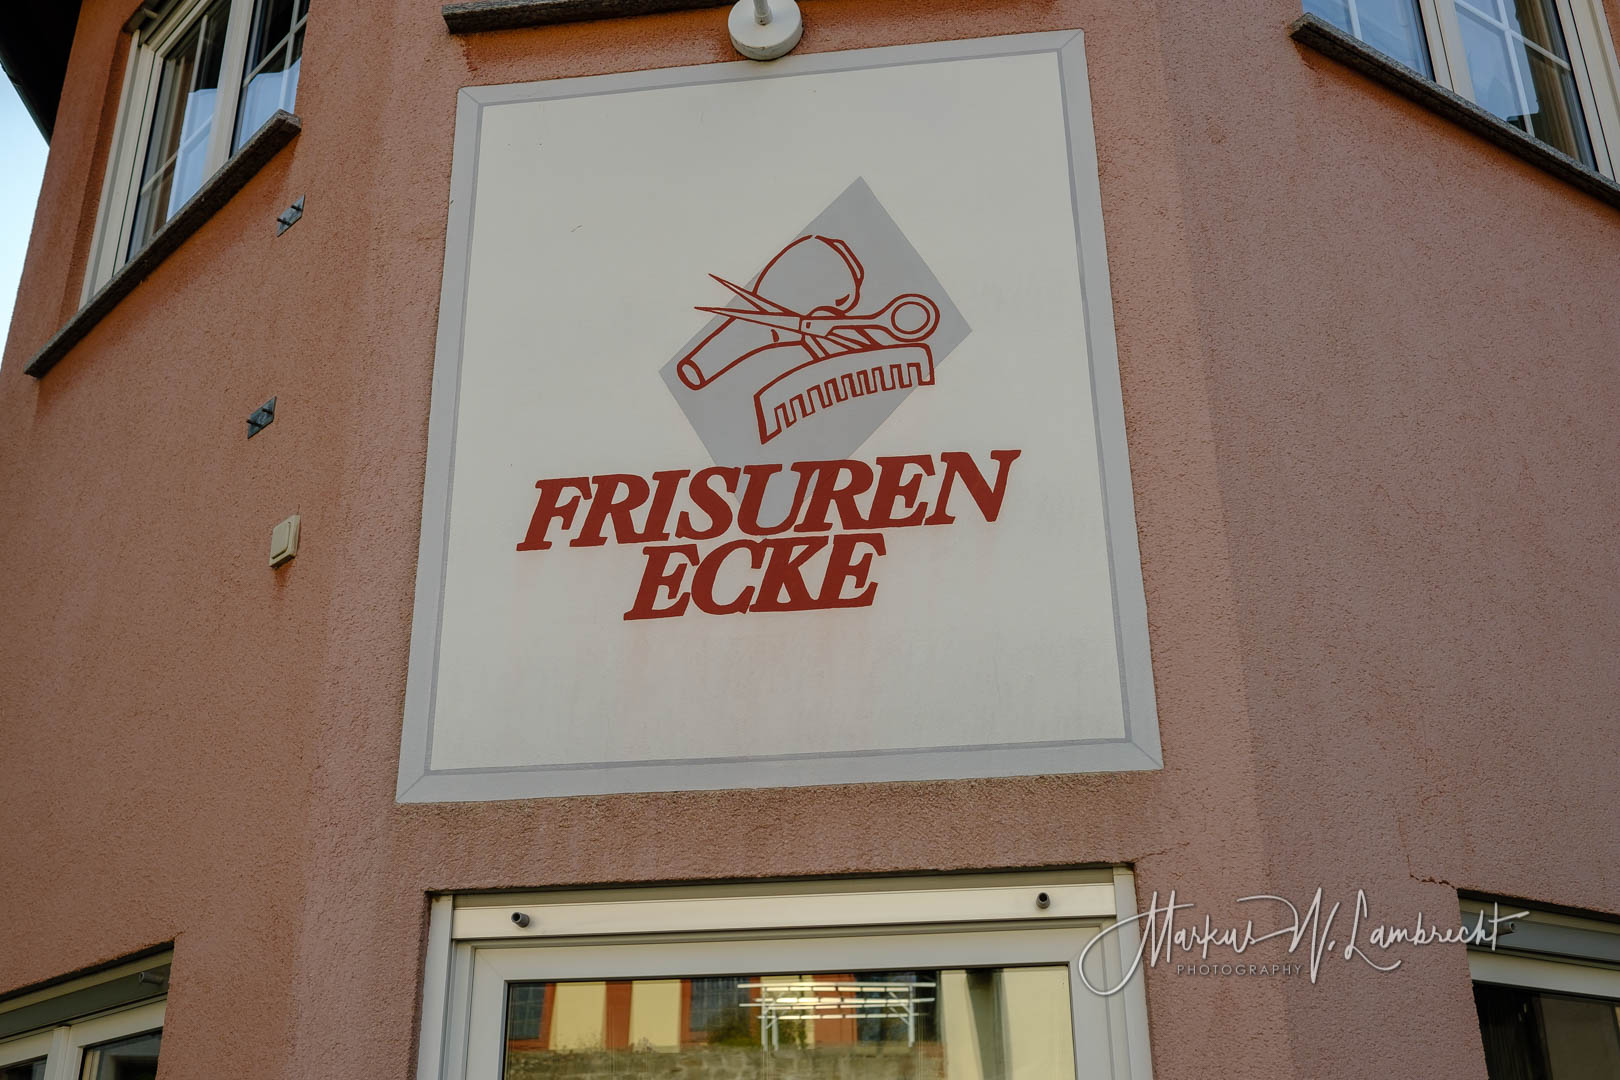 FRISUREN
ECKE
Markus W. Lambrecht
PHOTOGRAPHY